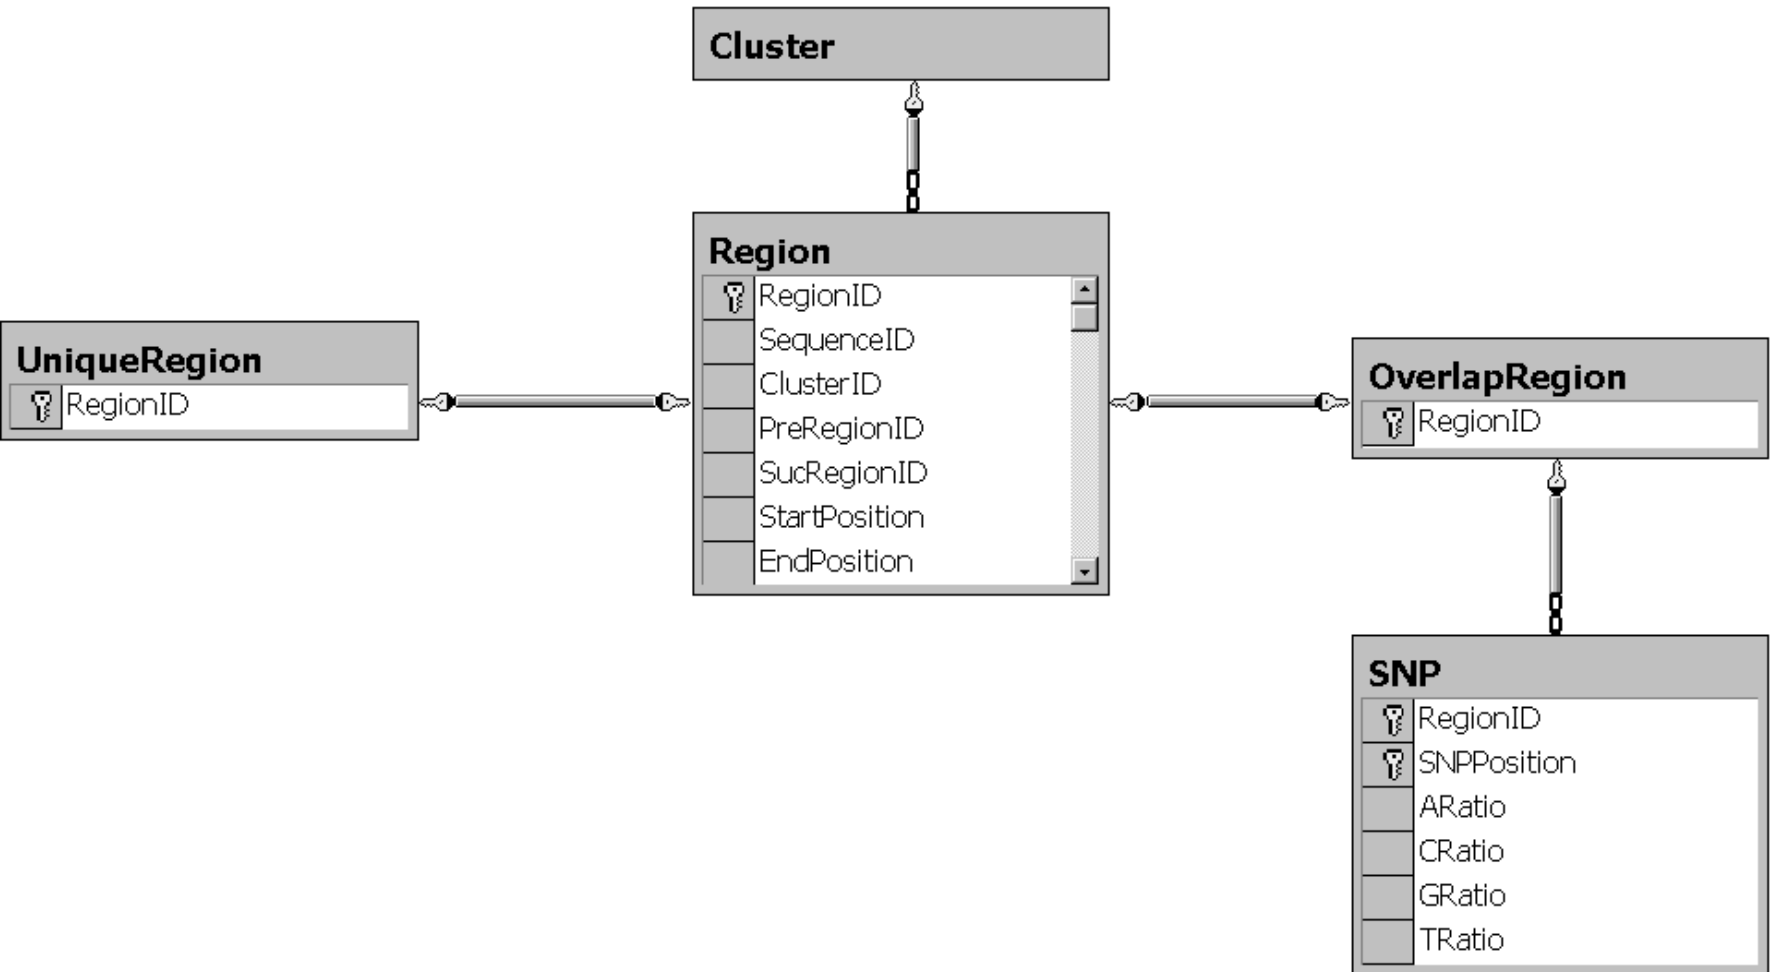 Cluster
Region
RegionID
SequenceID
ClusterID
PreRegionID
SucRegionID
StartPosition
EndPosition
UniqueRegion
RegionID
OverlapRegion
RegionID
SNP
RegionID
SNPPosition
ARatio
CRatio
GRatio
TRatio